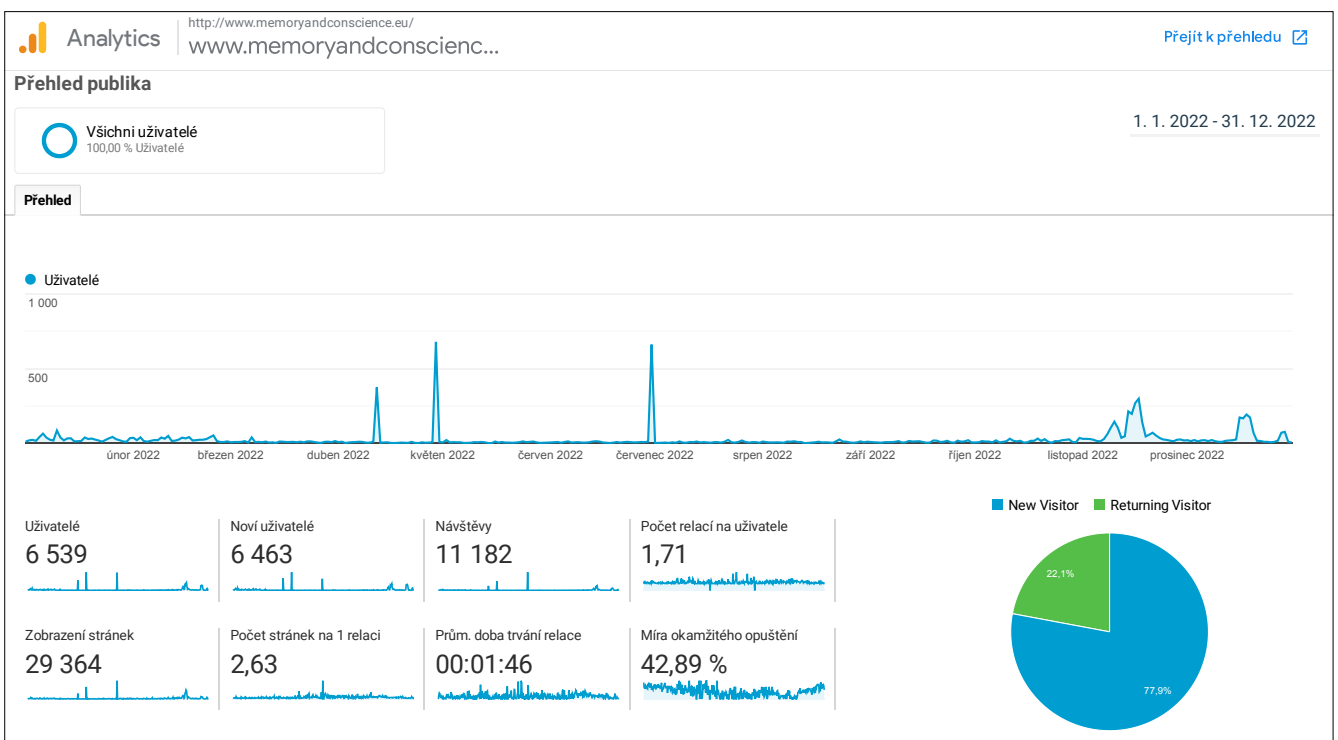 Analytics
http://www.memoryandconscience.eu/
www.memoryandconscienc...
Přejít k přehledu
Přehled publika
Všichni uživatelé
100,00 % Uživatelé
1. 1. 2022 - 31. 12. 2022
Přehled
Uživatelé
1 000
500
únor 2022 březen 2022 duben 2022 květen 2022 červen 2022 červenec 2022 srpen 2022 září 2022 říjen 2022 listopad 2022 prosinec 2022
New Visitor Returning Visitor
Uživatelé
6 539
Noví uživatelé
6 463
Návštěvy
11 182
Počet relací na uživatele
1,71
Zobrazení stránek
29 364
Počet stránek na 1 relaci
2,63
Prům. doba trvání relace
00:01:46
Míra okamžitého opuštění
42,89 %
22,1%
77,9%